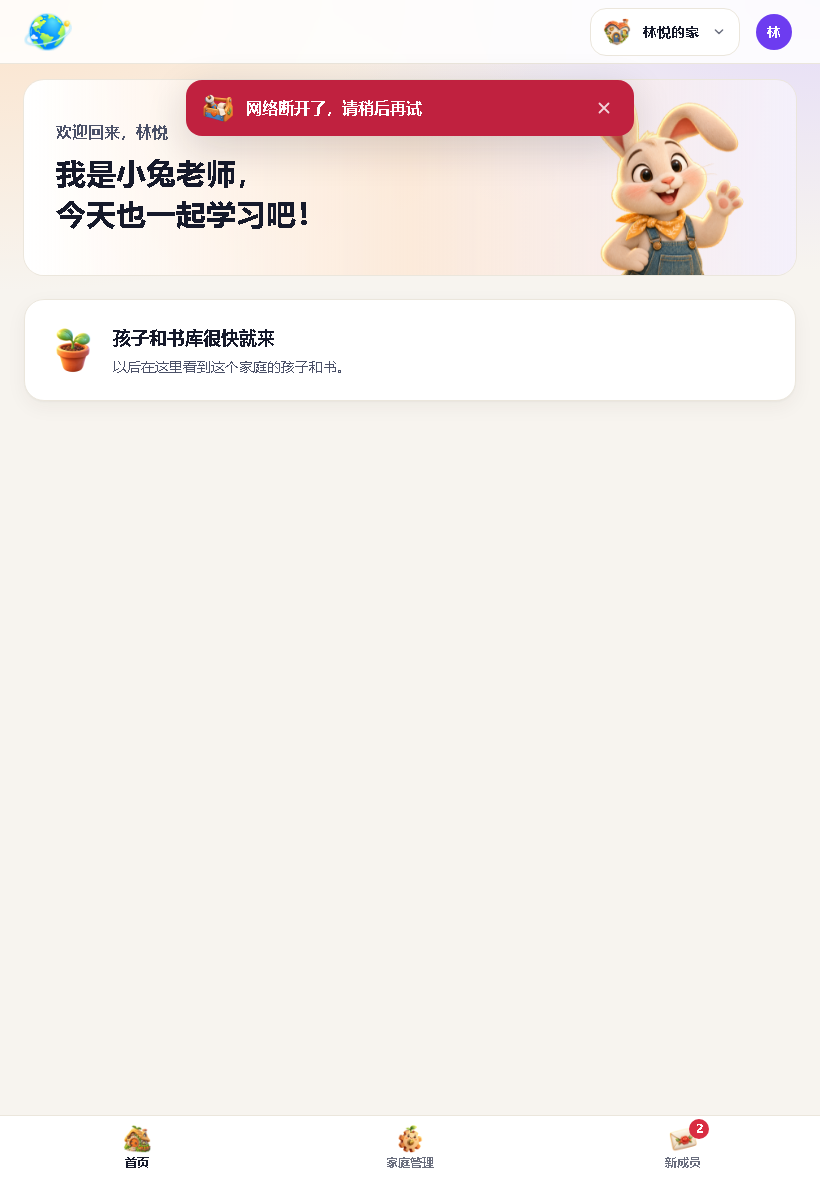 林悦的家
林
网络断开了，请稍后再试
欢迎回来，林悦
我是小兔老师，
今天也一起学习吧！
孩子和书库很快就来
以后在这里看到这个家庭的孩子和书。
首页
家庭管理
2
新成员